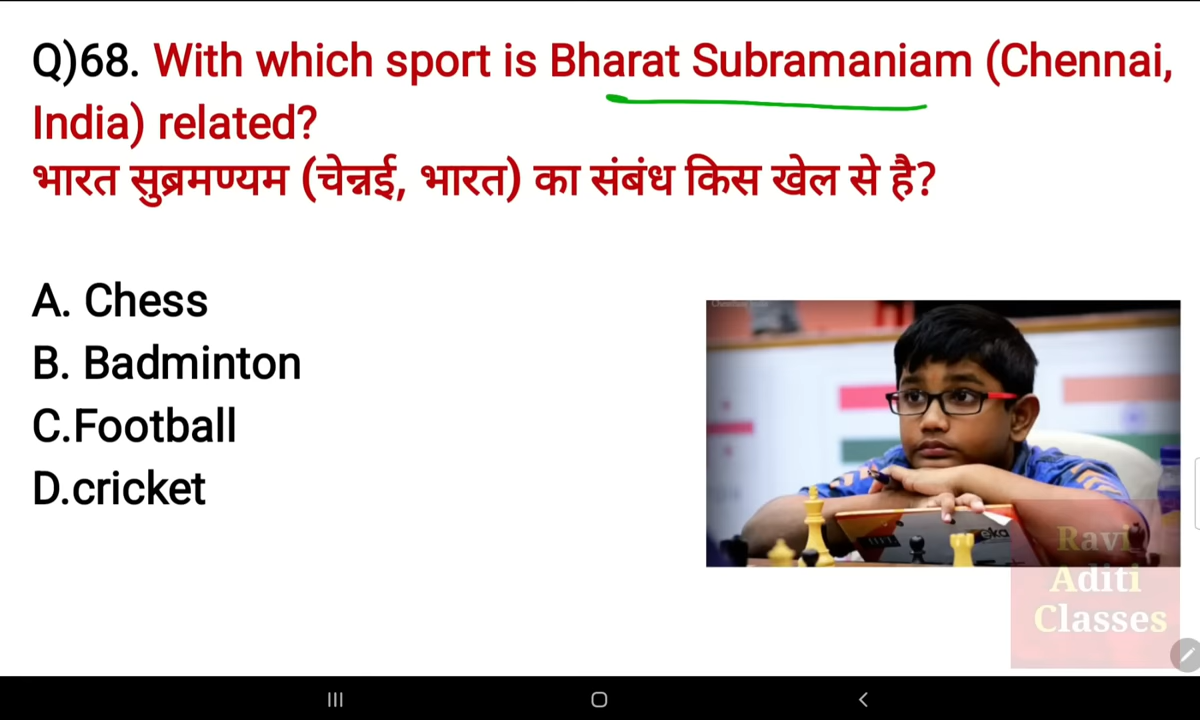 Q)68. With which sport is Bharat Subramaniam (Chennai,
India) related?
भारत सुब्रमण्यम (चेन्नई, भारत) का संबंध किस खेल से है?
A. Chess
B. Badminton
C.Football
D.cricket
Ravi
Aditi
Classes